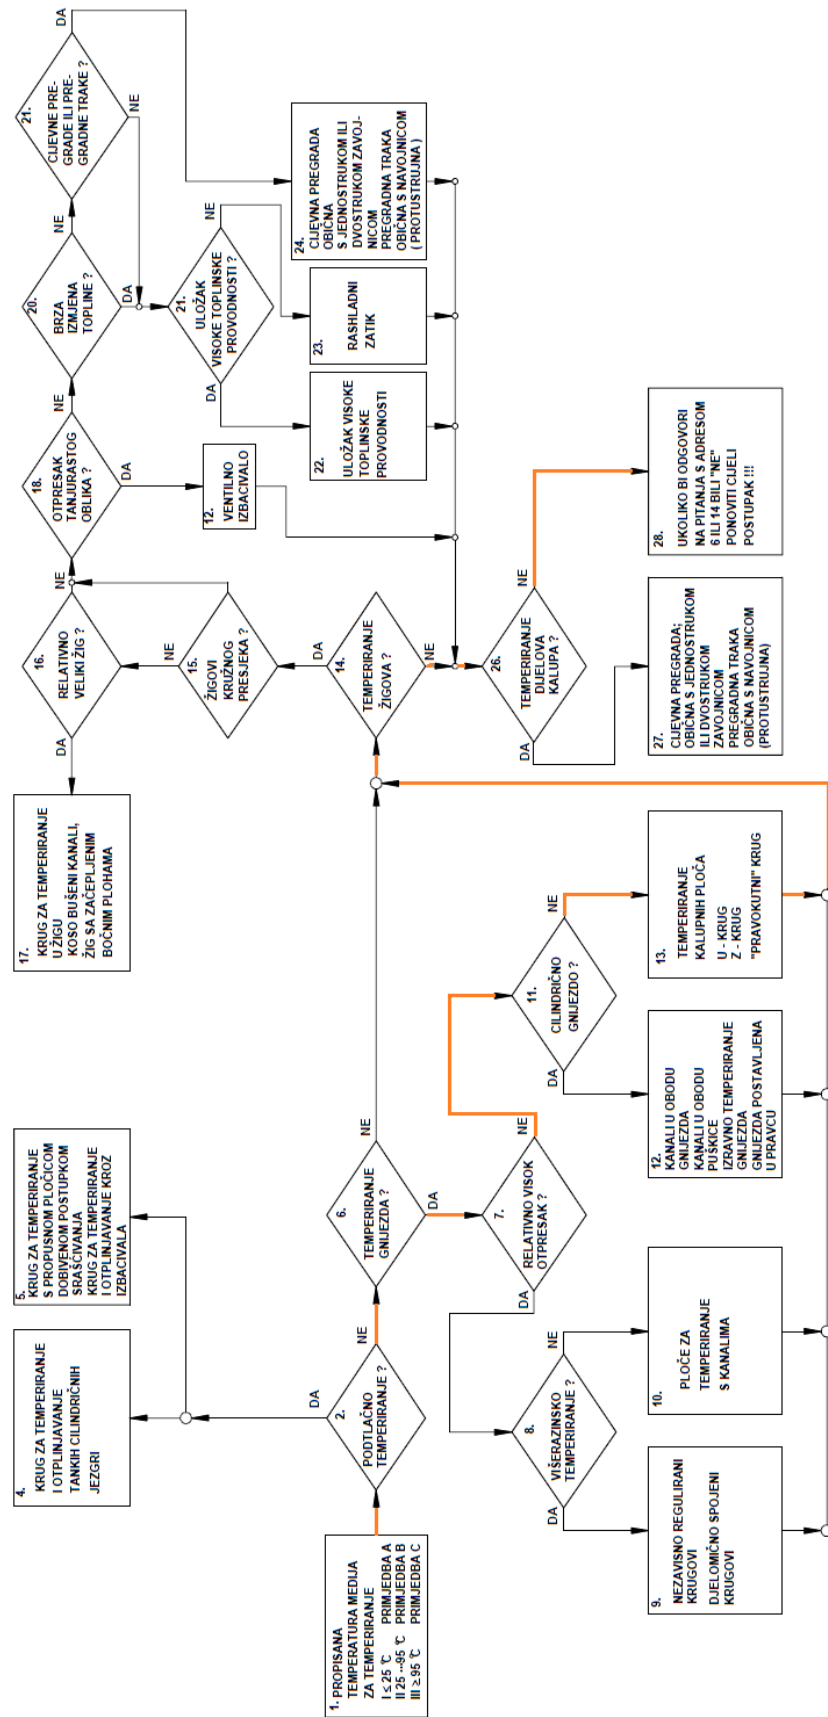 1. PROPISANA
TEMPERATURA MEDIJA
ZA TEMPERIRANJE
I ≤ 25 ℃ PRIMJEDBA A
II 25 --95 ℃ PRIMJEDBA B
III ≥ 95 ℃ PRIMJEDBA C
2.
PODTLAČNO
TEMPERIRANJE ?
DA
NE
4.
KRUG ZA TEMPERIRANJE
I OTPLINJAVANJE
TANKIH CILINDRIČNIH
JEZGRI
5.
KRUG ZA TEMPERIRANJE
S PROPUSNOM PLOČICOM
DOBIVENOM POSTUPKOM
SRAŠČIVANJA
KRUG ZA TEMPERIRANJE
I OTPLINJAVANJE KROZ
IZBACIVALA
6.
TEMPERIRANJE
GNIJEZDA ?
NE
DA
7.
RELATIVNO VISOK
OTPRESAK ?
DA
NE
8.
VIŠERAZINSKO
TEMPERIRANJE ?
DA
NE
9.
NEZAVISNO REGULIRANI
KRUGOVI
DJELOMIČNO SPOJENI
KRUGOVI
10.
PLOČE ZA
TEMPERIRANJE
S KANALIMA
11.
CILINDRIČNO
GNIJEZDO ?
DA
NE
12.
KANALI U OBODU
GNIJEZDA
KANALI U OBODU
PUŠKICE
IZRAVNO TEMPERIRANJE
GNIJEZDA
GNIJEZDA POSTAVLJENA
U PRAVCU
13.
TEMPERIRANJE
KALUPNIH PLOČA
U - KRUG
Z - KRUG
"PRAVOKUTNI" KRUG
14.
TEMPERIRANJE
ŽIGOVA ?
DA
NE
15.
ŽIGOVI
KRUŽNOG
PRESJEKA ?
NE
16.
RELATIVNO
VELIKI ŽIG ?
DA
NE
17.
KRUG ZA TEMPERIRANJE
U ŽIGU
KOSO BUŠENI KANALI,
ŽIG SA ZAČEPLJENIM
BOČNIM PLOHAMA
18.
OTPRESAK
TANJURASTOG
OBLIKA ?
DA
NE
12.
VENTILNO
IZBACIVALO
20.
BRZA
IZMJENA
TOPLINE ?
DA
NE
21.
CIJEVNE PRE-
GRADE ILI PRE-
GRADNE TRAKE ?
DA
NE
21.
ULOŽAK
VISOKE TOPLINSKE
PROVODNOSTI ?
DA
NE
22.
ULOŽAK VISOKE
TOPLINSKE
PROVODNOSTI
23.
RASHLADNI
ZATIK
24.
CIJEVNA PREGRADA
OBIČNA
S JEDNOSTRUKOM ILI
DVOSTRUKOM ZAVOJ-
NICOM
PREGRADNA TRAKA
OBIČNA S NAVOJNICOM
( PROTUSTRUJNA )
26.
TEMPERIRANJE
DIJELOVA
KALUPA ?
DA
NE
27.
CIJEVNA PREGRADA;
OBIČNA S JEDNOSTRUKOM
ILI DVOSTRUKOM
ZAVOJNICOM
PREGRADNA TRAKA
OBIČNA S NAVOJNICOM
(PROTUSTRUJNA)
28.
UKOLIKO BI ODGOVORI
NA PITANJA S ADRESOM
6 ILI 14 BILI "NE"
PONOVITI CIJELI
POSTUPAK !!!